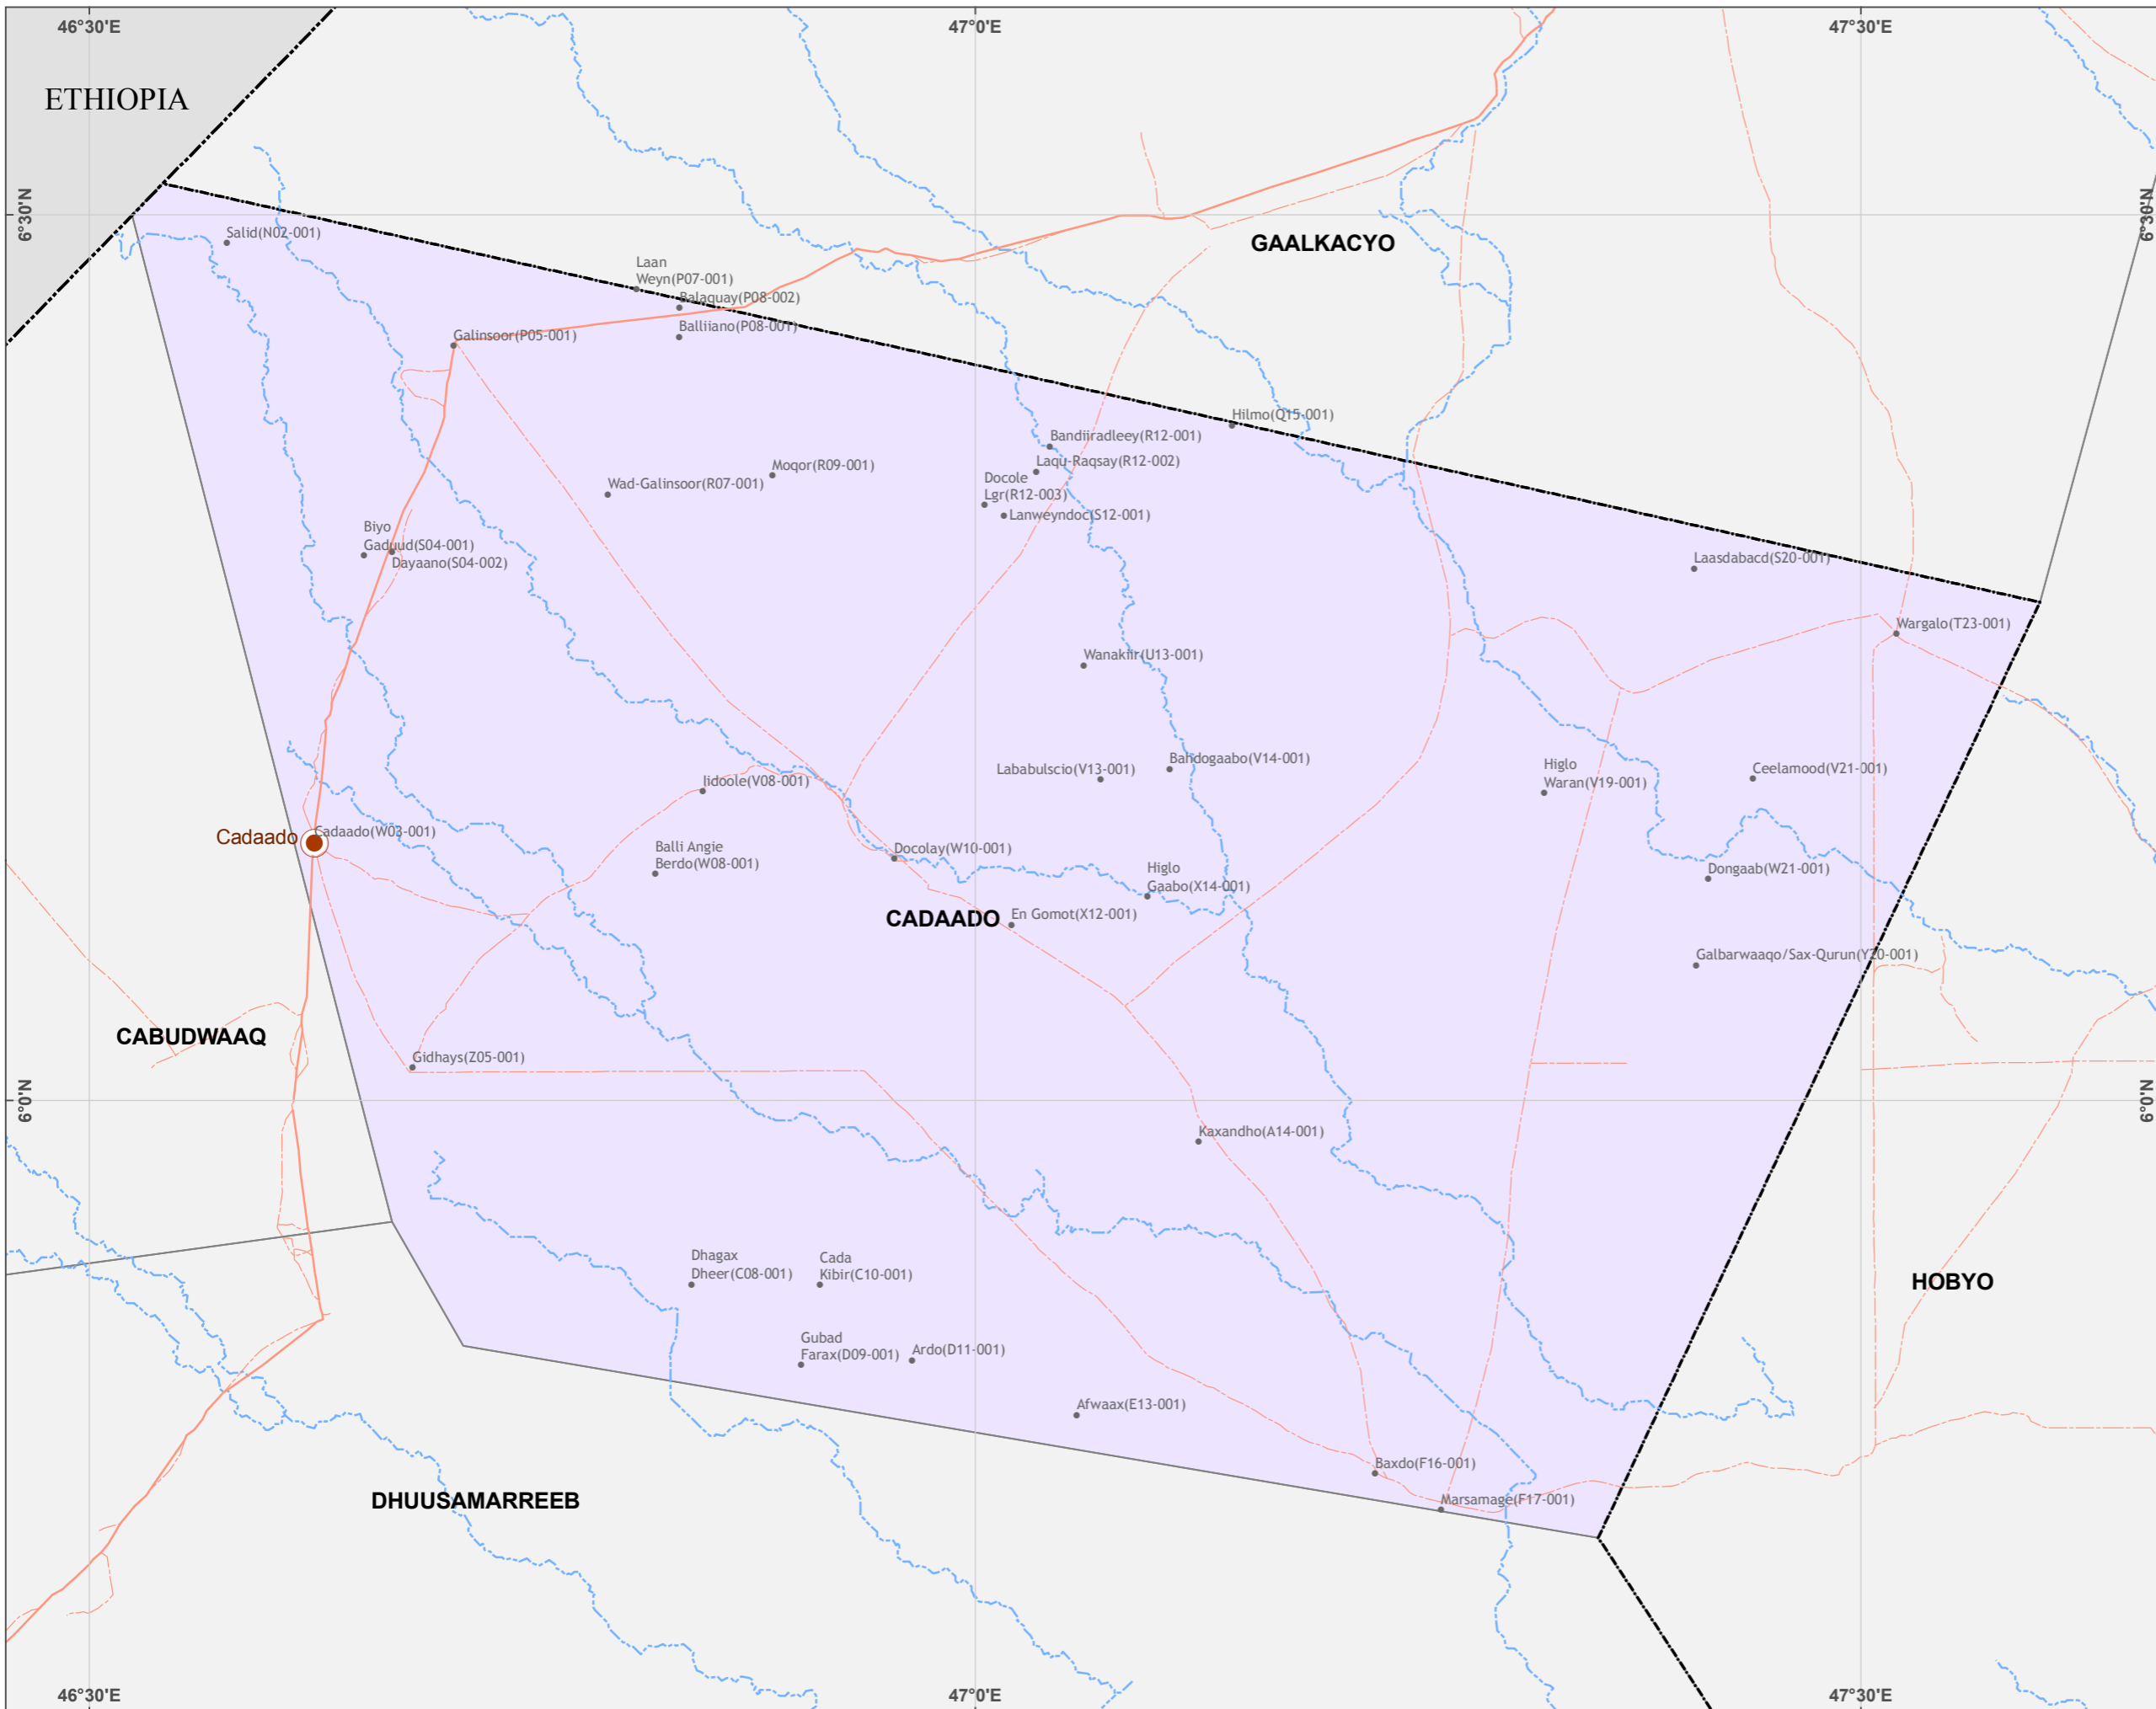 46°30'E
47°0'E
47°30'E
ETHIOPIA
6°30'N
6°30'N
Salid(N02-001)
GAALKACYO
Laan
Weyn(P07-001)
Balaquay(P08-002)
Balliiano(P08-001)
Galinsoor(P05-001)
Hilmo(Q15-001)
Bandiiradleey(R12-001)
Laqu-Raqsay(R12-002)
Moqor(R09-001)
Wad-Galinsoor(R07-001)
Docole
Lgr(R12-003)
Lanweyndoc(S12-001)
Biyo
Gaduud(S04-001)
Dayaano(S04-002)
Laasdabacd(S20-001)
Wargalo(T23-001)
Wanakiir(U13-001)
Bahdogaabo(V14-001)
Lababulscio(V13-001)
Iidoole(V08-001)
Higlo
Waran(V19-001)
Ceelamood(V21-001)
Cadaado
Cadaado(W03-001)
Balli Angie
Berdo(W08-001)
Docolay(W10-001)
Higlo
Gaabo(X14-001)
Dongaab(W21-001)
CADAADO
En Gomot(X12-001)
Galbarwaaqo/Sax-Qurun(Y20-001)
CABUDWAAQ
Gidhays(Z05-001)
6°0'N
6°0'N
Kaxandho(A14-001)
Dhagax
Dheer(C08-001)
Cada
Kibir(C10-001)
HOBYO
Gubad
Farax(D09-001)
Ardo(D11-001)
Afwaax(E13-001)
Baxdo(F16-001)
Marsamage(F17-001)
DHUUSAMARREEB
46°30'E
47°0'E
47°30'E